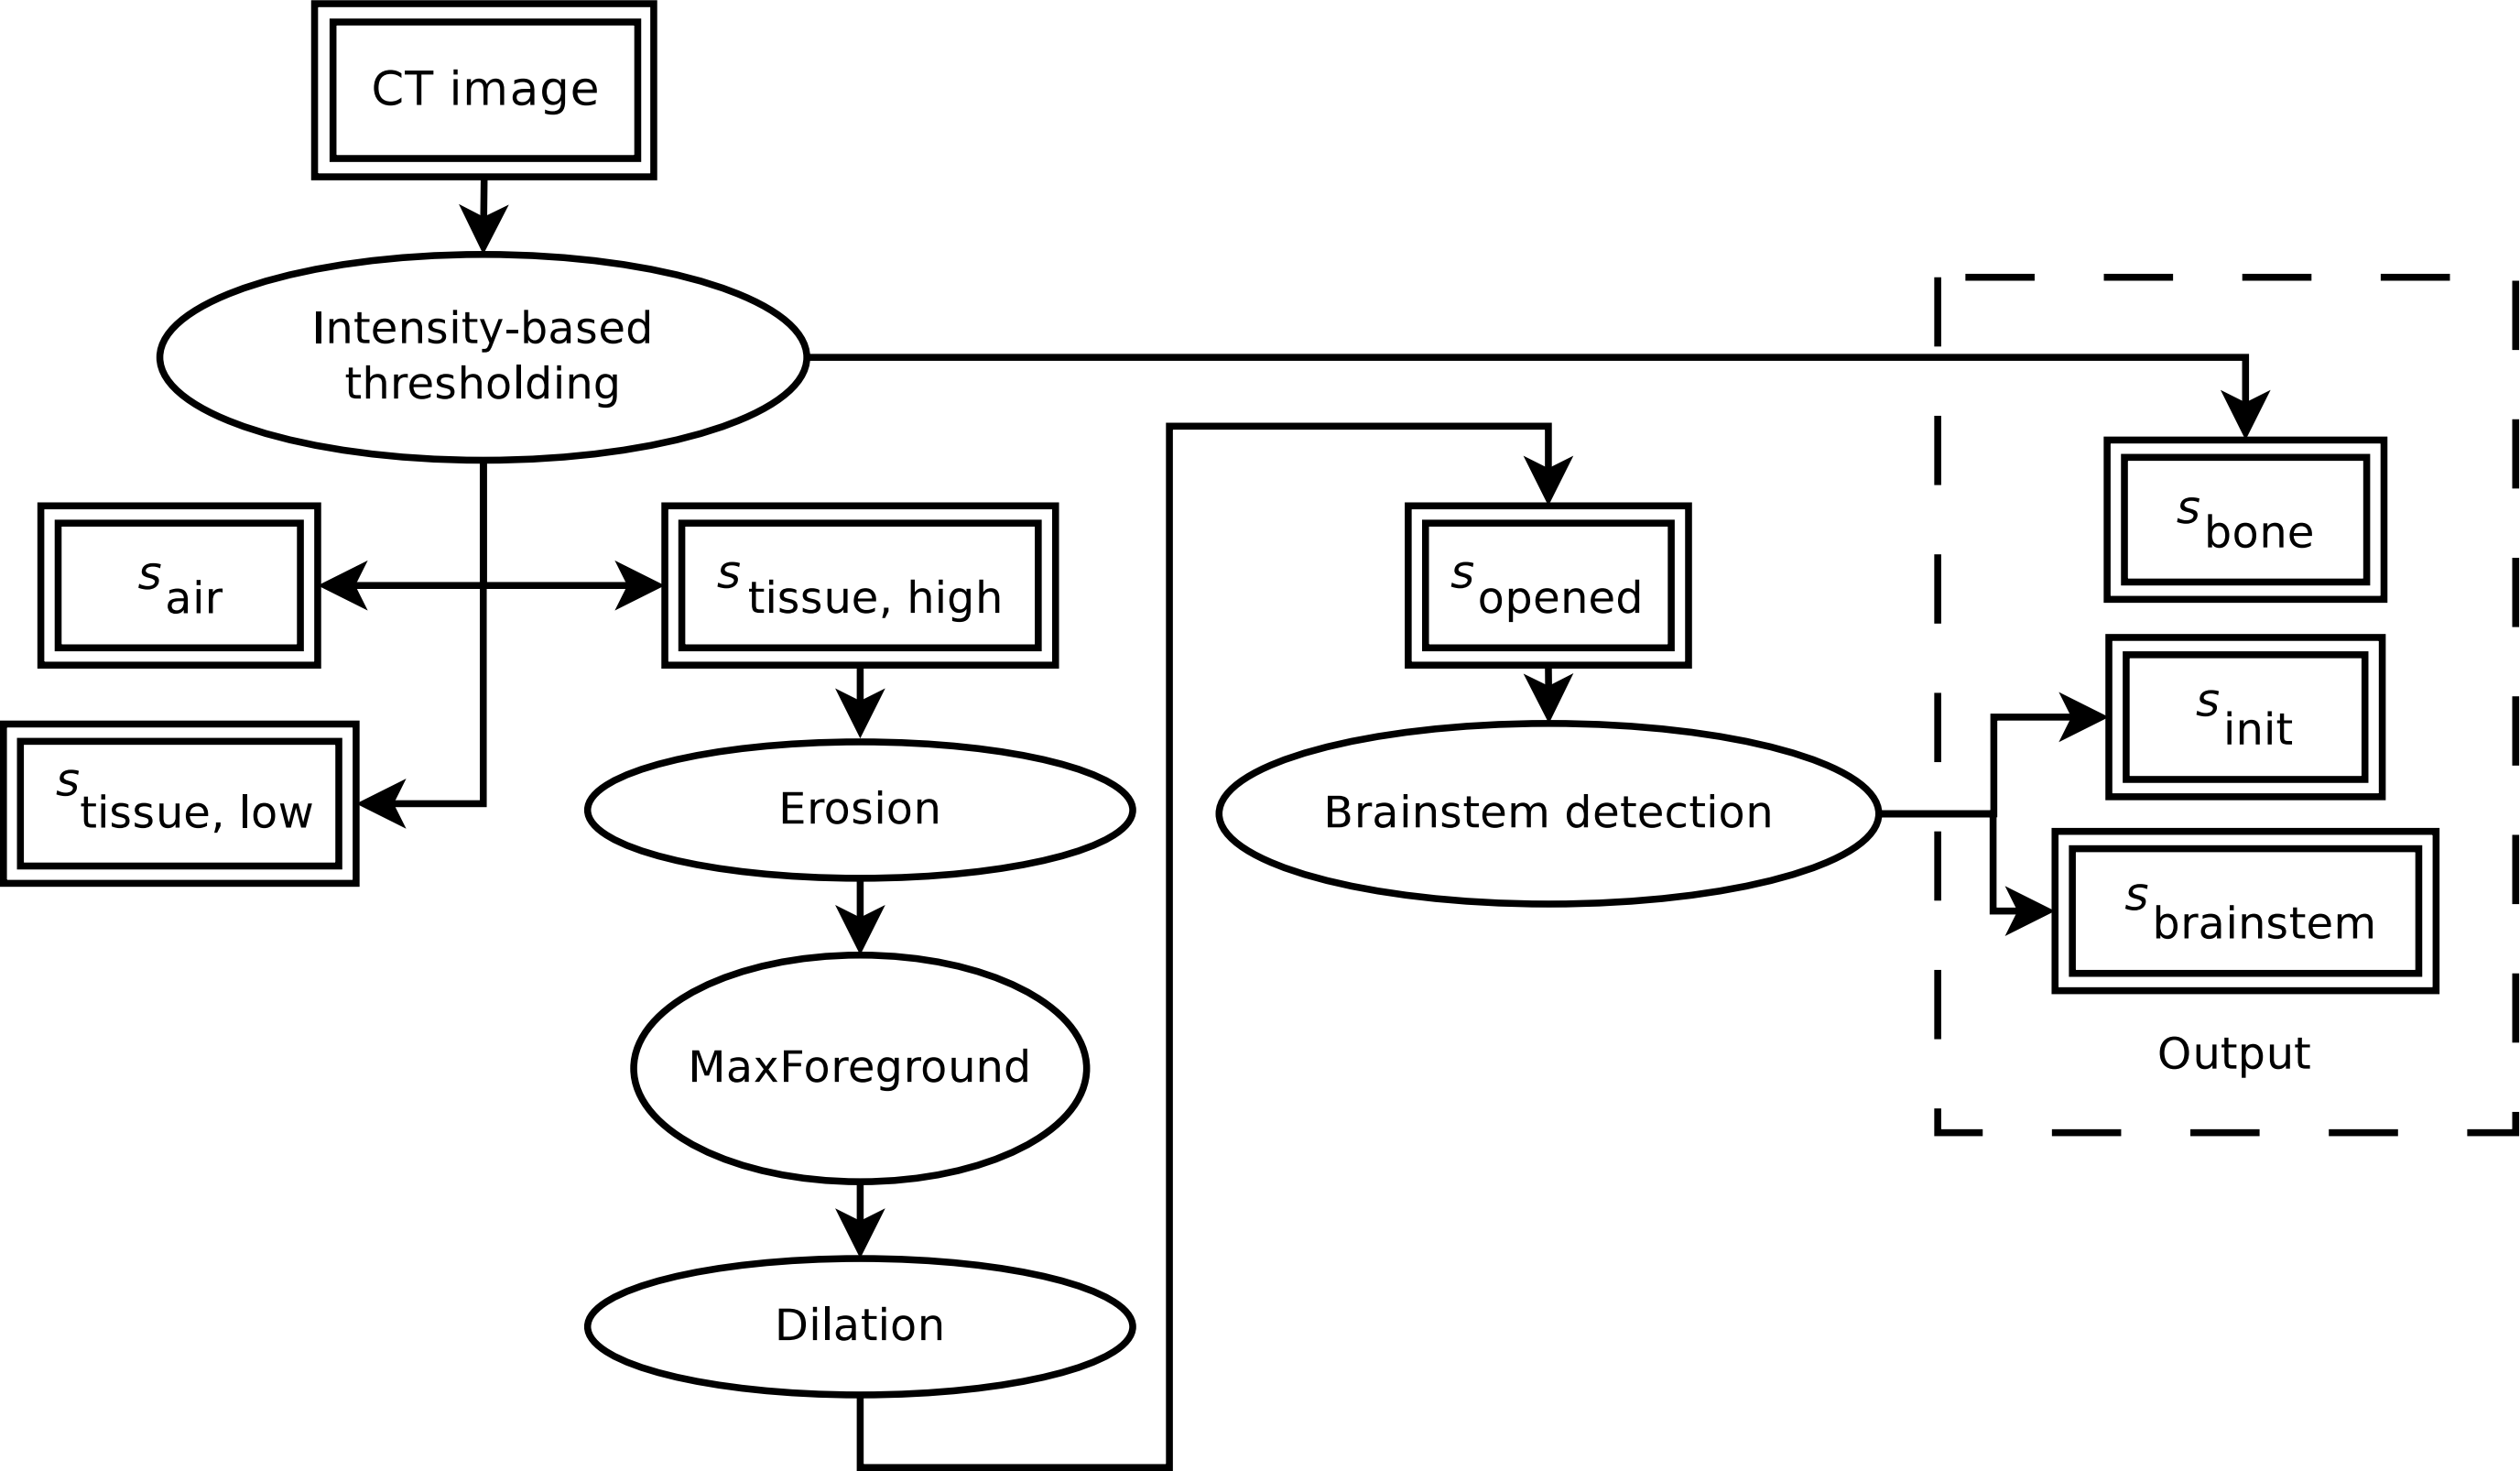 CT image
Intensity-based
thresholding
s air
s tissue, high
s tissue, low
Erosion
MaxForeground
Dilation
s opened
Brainstem detection
s bone
s init
s brainstem
Output